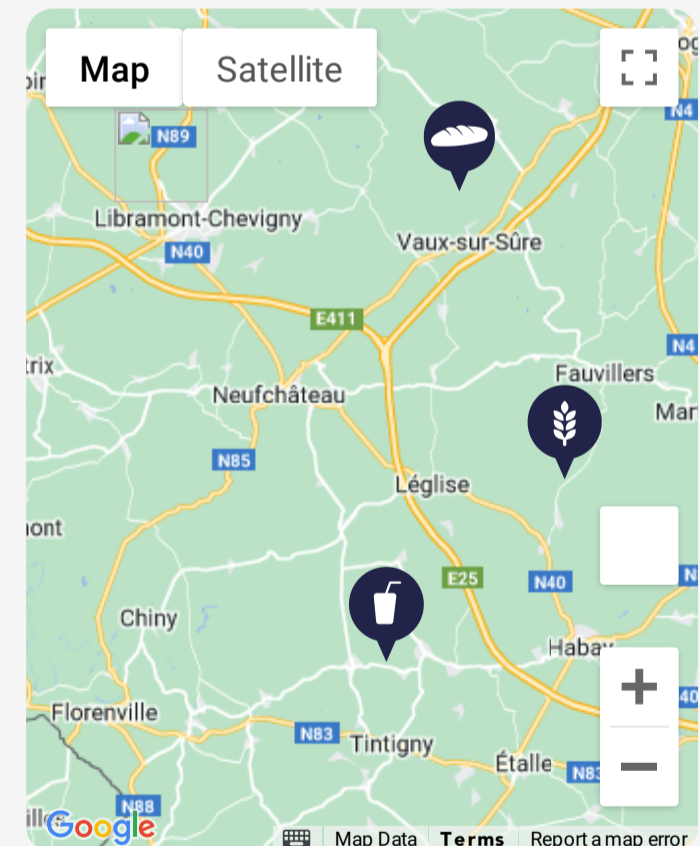 Map
Satellite
N4
N89
Libramont-Chevigny
N40
Vaux-sur-Sûre
E411
N4
Fauvillers
Neufchâteau
N85
Léglise
E25
N40
Chiny
Habay
Florenville
N83
Tintigny
Étalle
N83
N88
Google
Map Data
Terms
Report a map error